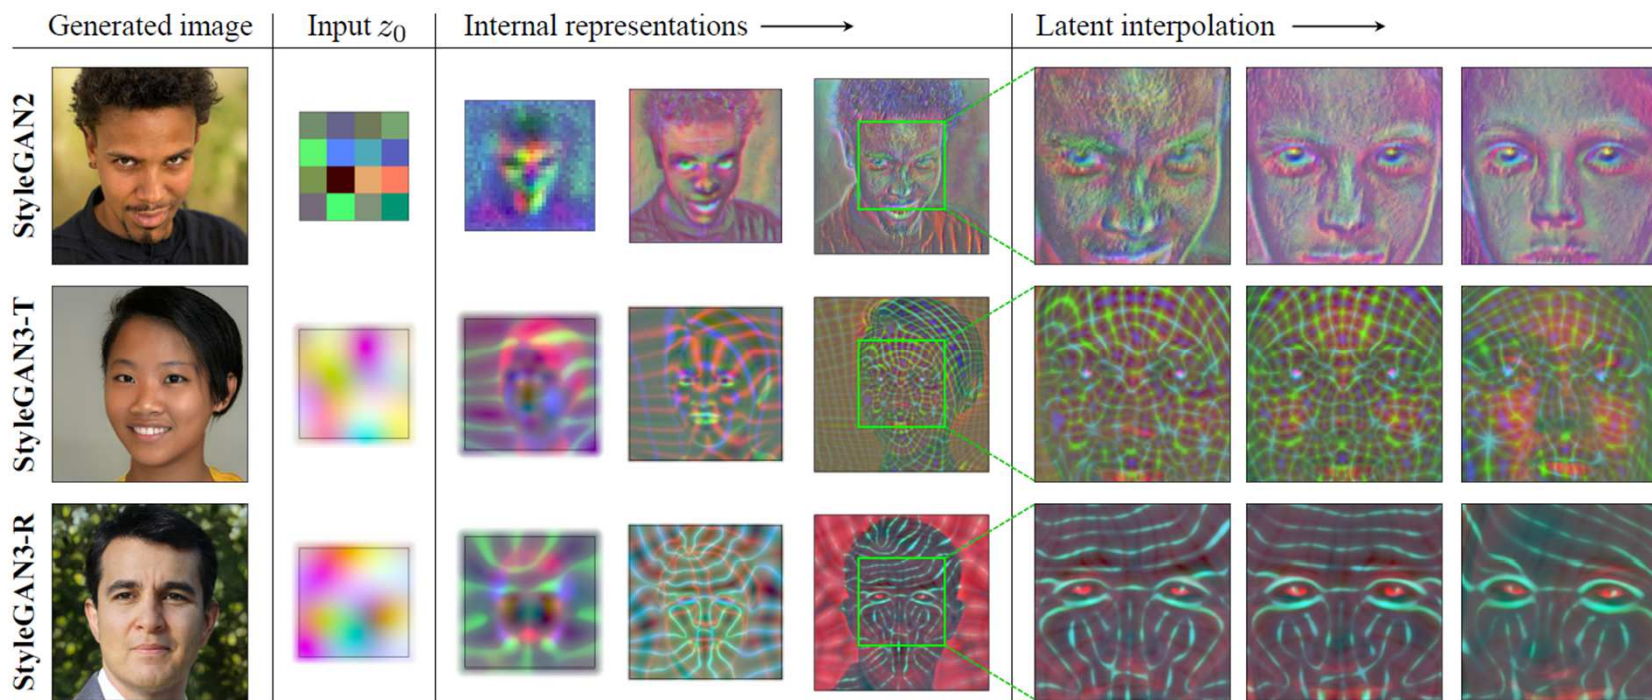 Generated image
Input z₀
Internal representations
Latent interpolation
StyleGAN2
StyleGAN3-T
StyleGAN3-R